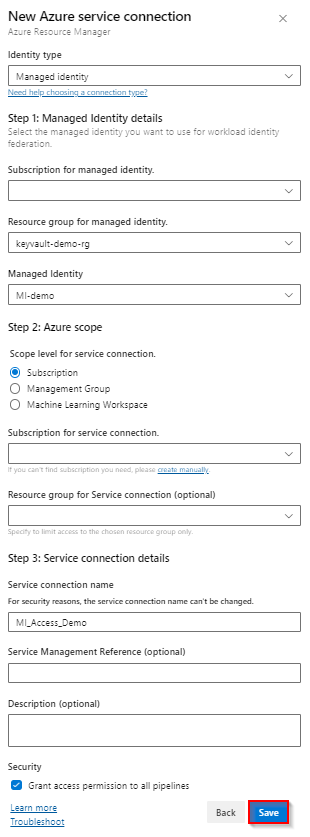 New Azure service connection
Azure Resource Manager
Identity type
Managed identity
Need help choosing a connection type?
Step 1: Managed Identity details
Select the managed identity you want to use for workload identity
federation.
Subscription for managed identity.
Resource group for managed identity.
keyvault-demo-rg
Managed Identity
MI-demo
Step 2: Azure scope
Scope level for service connection.
Subscription
Management Group
Machine Learning Workspace
Subscription for service connection.
If you can't find subscription you need, please create manually.
Resource group for Service connection (optional)
Specify to limit access to the chosen resource group only.
Step 3: Service connection details
Service connection name
For security reasons, the service connection name can't be changed.
MI_Access_Demo
Service Management Reference (optional)
Description (optional)
Security
Grant access permission to all pipelines
Learn more
Troubleshoot
Back
Save